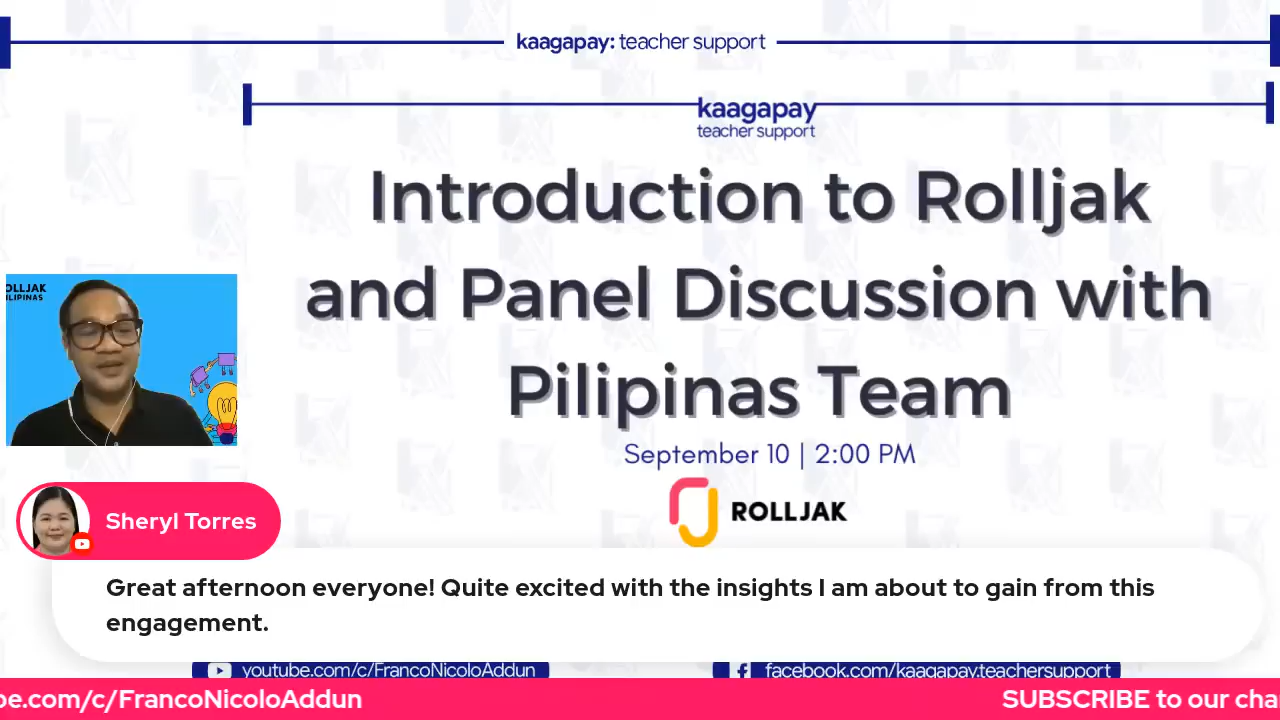 kaagapay: teacher support
kaagapay
teacher support
Introduction to Rolljak
and Panel Discussion with
Pilipinas Team
September 10 | 2:00 PM
ROLLJAK
OLLJAK
ILIPINAS
Sheryl Torres
Great afternoon everyone! Quite excited with the insights I am about to gain from this
engagement.
youtube.com/c/FrancoNicoloAddun
facebook.com/kaagapay.teachersupport
be.com/c/FrancoNicoloAddun
SUBSCRIBE to our cha